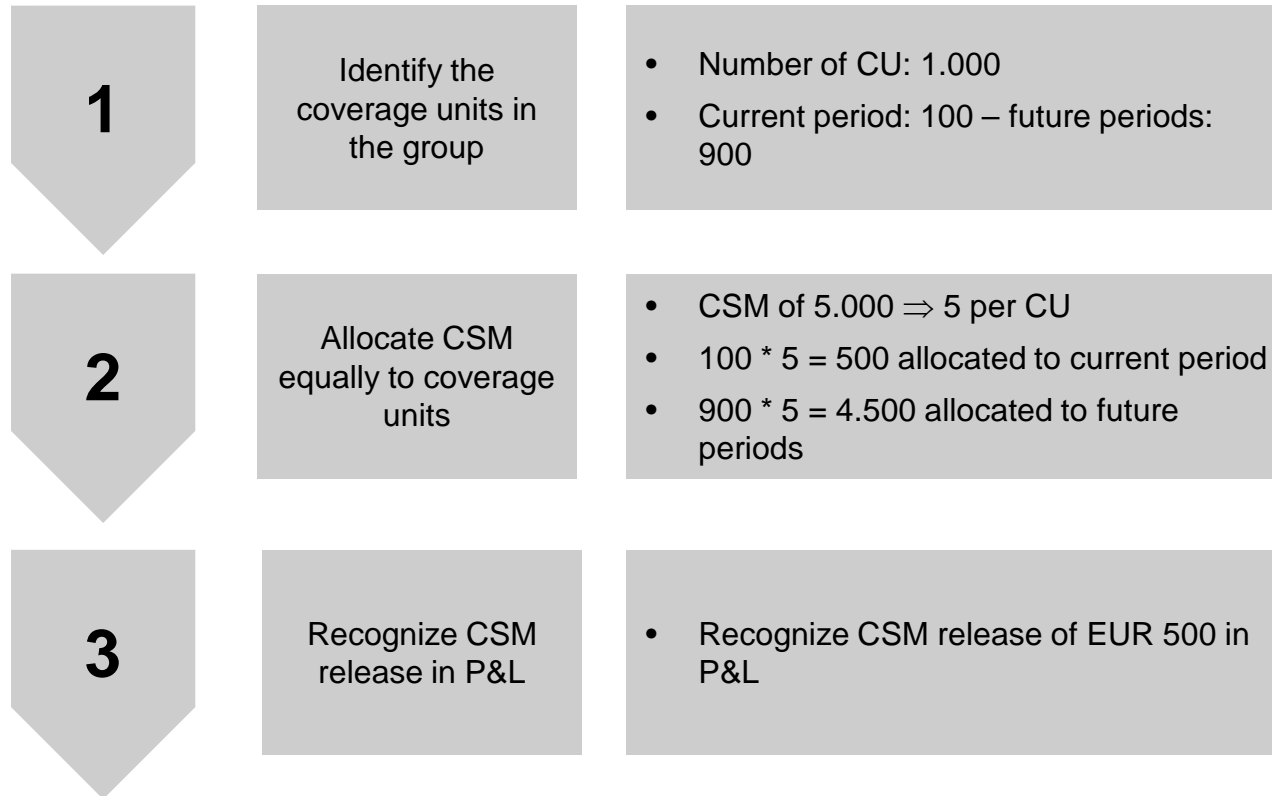 1
Identify the
coverage units in
the group
• Number of CU: 1.000
• Current period: 100 – future periods:
900
2
Allocate CSM
equally to coverage
units
• CSM of 5.000 ⇒ 5 per CU
• 100 * 5 = 500 allocated to current period
• 900 * 5 = 4.500 allocated to future
periods
3
Recognize CSM
release in P&L
• Recognize CSM release of EUR 500 in
P&L